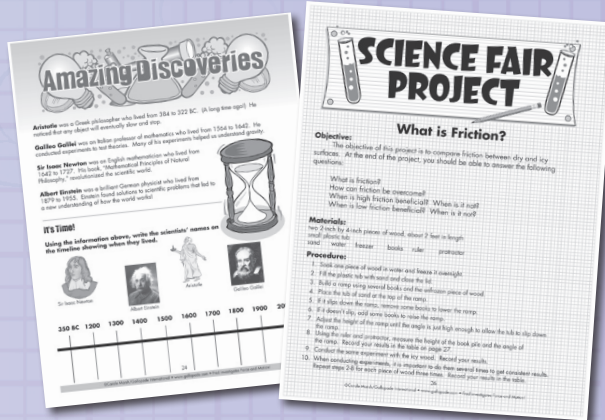 Amazing Discoveries
Aristotle was a Greek philosopher who lived from 384 to 322 BC. (A long time ago!) He
noticed that any object will eventually slow and stop.
Galileo Galilei was an Italian professor of mathematics who lived from 1564 to 1642. He
conducted experiments to test theories. Many of his experiments helped us understand gravity.
Sir Isaac Newton was an English mathematician who lived from
1642 to 1727. His book, "Mathematical Principles of Natural
Philosophy," revolutionized the scientific world.
Albert Einstein was a brilliant German physicist who lived from
1879 to 1955. Einstein found solutions to scientific problems that led to
a new understanding of how the world works!
It's Time!
Using the information above, write the scientists' names on
the timeline showing when they lived.
Sir Isaac Newton
Albert Einstein
Aristotle
Galileo Galilei
350 BC 1200 1300 1400 1500 1600 1700 1800 1900 20
24
SCIENCE FAIR
PROJECT
What is Friction?
Objective:
The objective of this project is to compare friction between dry and icy
surfaces. At the end of the project, you should be able to answer the following
questions:
What is friction?
How can friction be overcome?
When is high friction beneficial? When is it not?
When is low friction beneficial? When is it not?
Materials:
two 2-inch by 4-inch pieces of wood, about 2 feet in length
small plastic tub
sand water freezer books ruler protractor
Procedure:
1. Soak one piece of wood in water and freeze it overnight.
2. Fill the plastic tub with sand and close the lid.
3. Build a ramp using several books and the unfrozen piece of wood.
4. Place the tub of sand at the top of the ramp.
5. If it slips down the ramp, remove some books to lower the ramp.
6. If it doesn't slip, add some books to raise the ramp.
7. Adjust the height of the ramp until the angle is just high enough to allow the tub to slip down
the ramp.
8. Using the ruler and protractor, measure the height of the book pile and the angle of
the ramp. Record your results in the table on page 27.
9. Conduct the same experiment with the icy wood. Record your results.
10. When conducting experiments, it is important to do them several times to get consistent results.
Repeat steps 2-8 for each piece of wood three times. Record your results in the table.
26